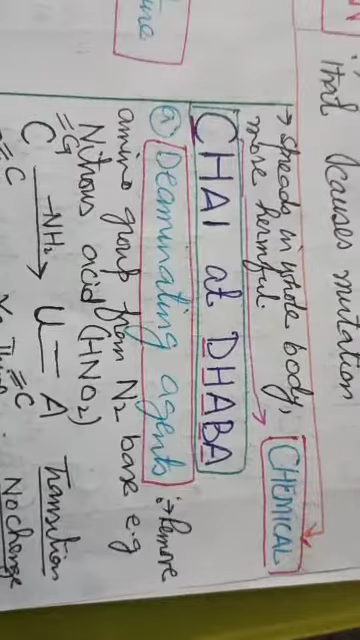 that causes mutation
CHEMICAL
→ spreads in whole body,
more harmful
CHAI at DHABA
a) Deaminating agents :→ Remove
amino group from N2 base e.g
Nitrous acid (HNO2)
C≡G -NH2 → U=A Transition
≡C No change